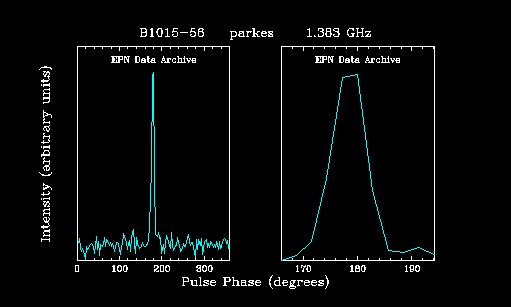 B1015-56 parkes 1.383 GHz
EPN Data Archive EPN Data Archive
Intensity (arbitrary units)
0 100 200 300 170 180 190
Pulse Phase (degrees)